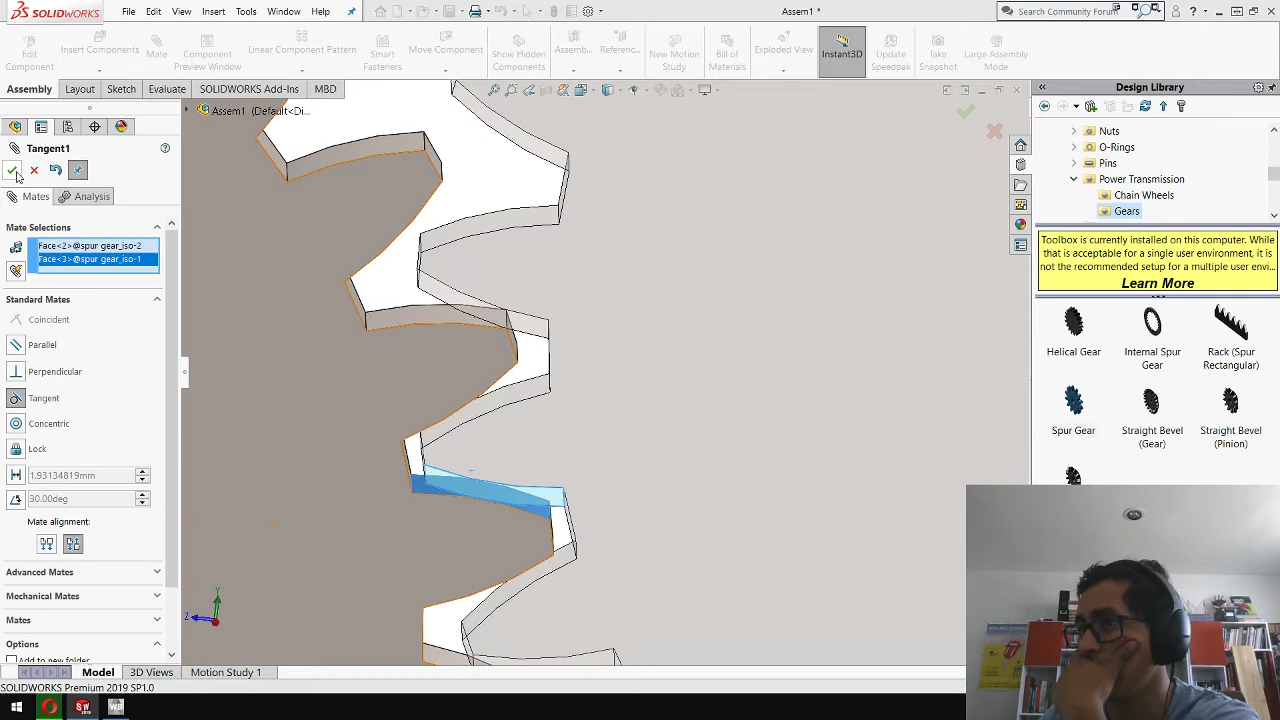 SOLIDWORKS
File Edit View Insert Tools Window Help
Assem1 *
Search Community Forum
Edit Component
Insert Components
Mate
Component Preview Window
Linear Component Pattern
Smart Fasteners
Move Component
Show Hidden Components
Assemb...
Referenc...
New Motion Study
Bill of Materials
Exploded View
Instant3D
Update Speedpak
Take Snapshot
Large Assembly Mode
Assembly Layout Sketch Evaluate SOLIDWORKS Add-Ins MBD
Design Library
Assem1 (Default<Di...
Tangent1
Mates Analysis
Mate Selections
Face<2>@spur gear_iso-2
Face<3>@spur gear_iso-1
Standard Mates
Coincident
Parallel
Perpendicular
Tangent
Concentric
Lock
1.93134819mm
30.00deg
Mate alignment:
Advanced Mates
Mechanical Mates
Mates
Options
Add to new folder
Y
Z
Nuts
O-Rings
Pins
Power Transmission
Chain Wheels
Gears
Toolbox is currently installed on this computer. While
that is acceptable for a single user environment, it is
not the recommended setup for a multiple user envi...
Learn More
Helical Gear
Internal Spur Gear
Rack (Spur Rectangular)
Spur Gear
Straight Bevel (Gear)
Straight Bevel (Pinion)
Model 3D Views Motion Study 1
SOLIDWORKS Premium 2019 SP1.0